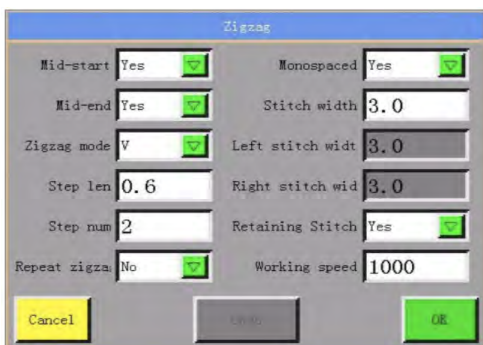 Zigzag
Mid-start Yes
Monospaced Yes
Mid-end Yes
Stitch width 3.0
Zigzag mode V
Left stitch widt 3.0
Step len 0.6
Right stitch wid 3.0
Step num 2
Retaining Stitch Yes
Repeat zigza No
Working speed 1000
Cancel
OK